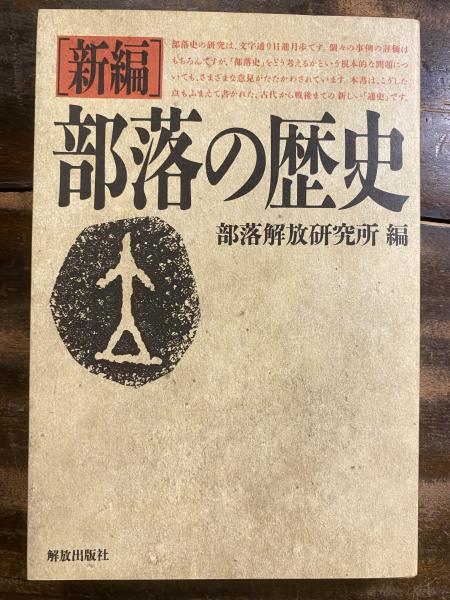 [新編]
部落史の研究は、文字通り日進月歩です。個々の事例の評価は
もちろんですが、「部落史」をどう考えるかという根本的な問題につ
いても、さまざまな意見がたたかわされています。本書は、こうした
点もふまえて書かれた、古代から戦後までの新しい「通史」です。
部落の歴史
部落解放研究所 編
解放出版社